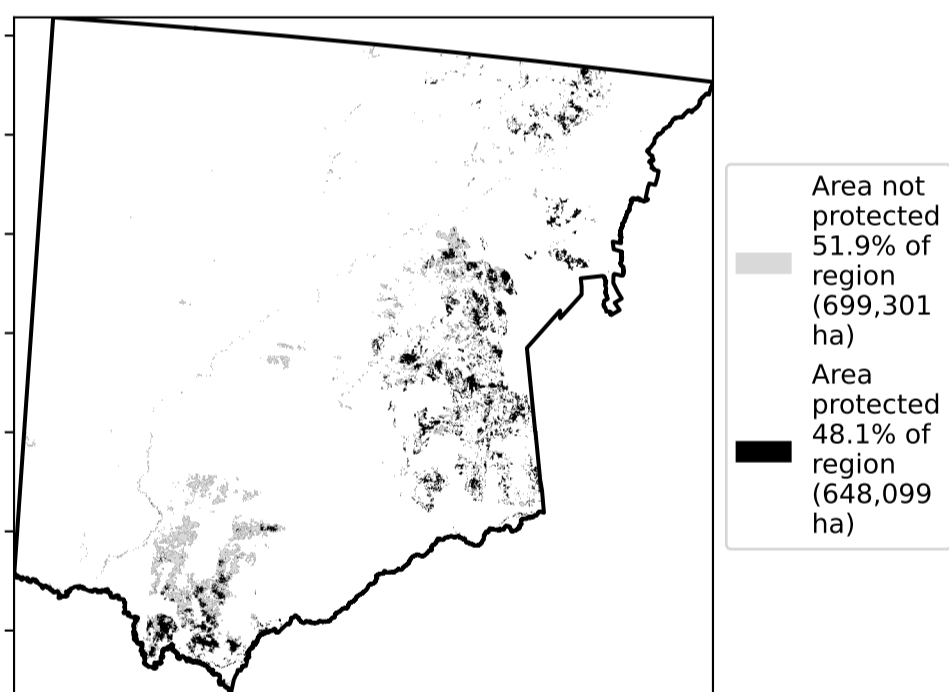 Area not
protected
51.9% of
region
(699,301
ha)
Area
protected
48.1% of
region
(648,099
ha)